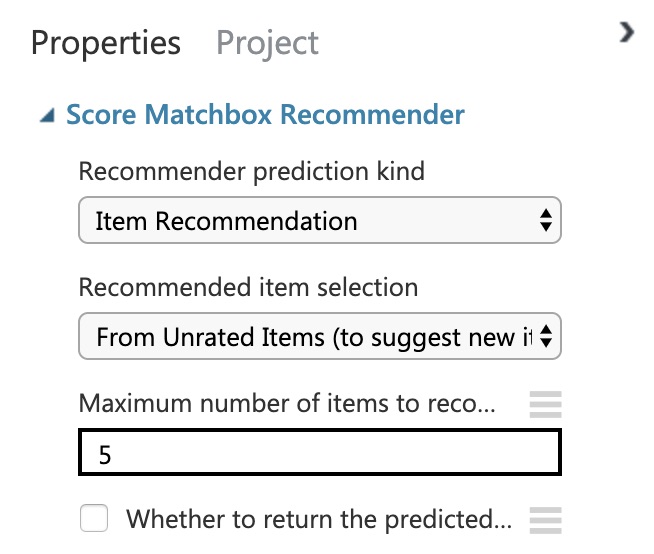 Properties Project
Score Matchbox Recommender
Recommender prediction kind
Item Recommendation
Recommended item selection
From Unrated Items (to suggest new it
Maximum number of items to reco...
5
Whether to return the predicted...